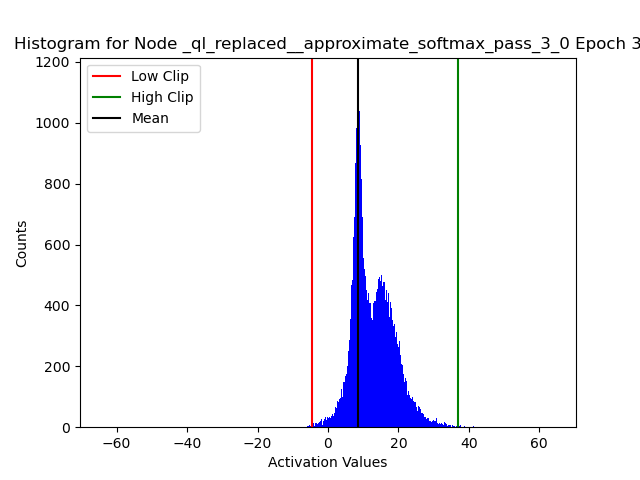 Histogram for Node _ql_replaced__approximate_softmax_pass_3_0 Epoch 3
Low Clip
High Clip
Mean
1200
1000
800
600
400
200
0
Counts
−60
−40
−20
0
20
40
60
Activation Values